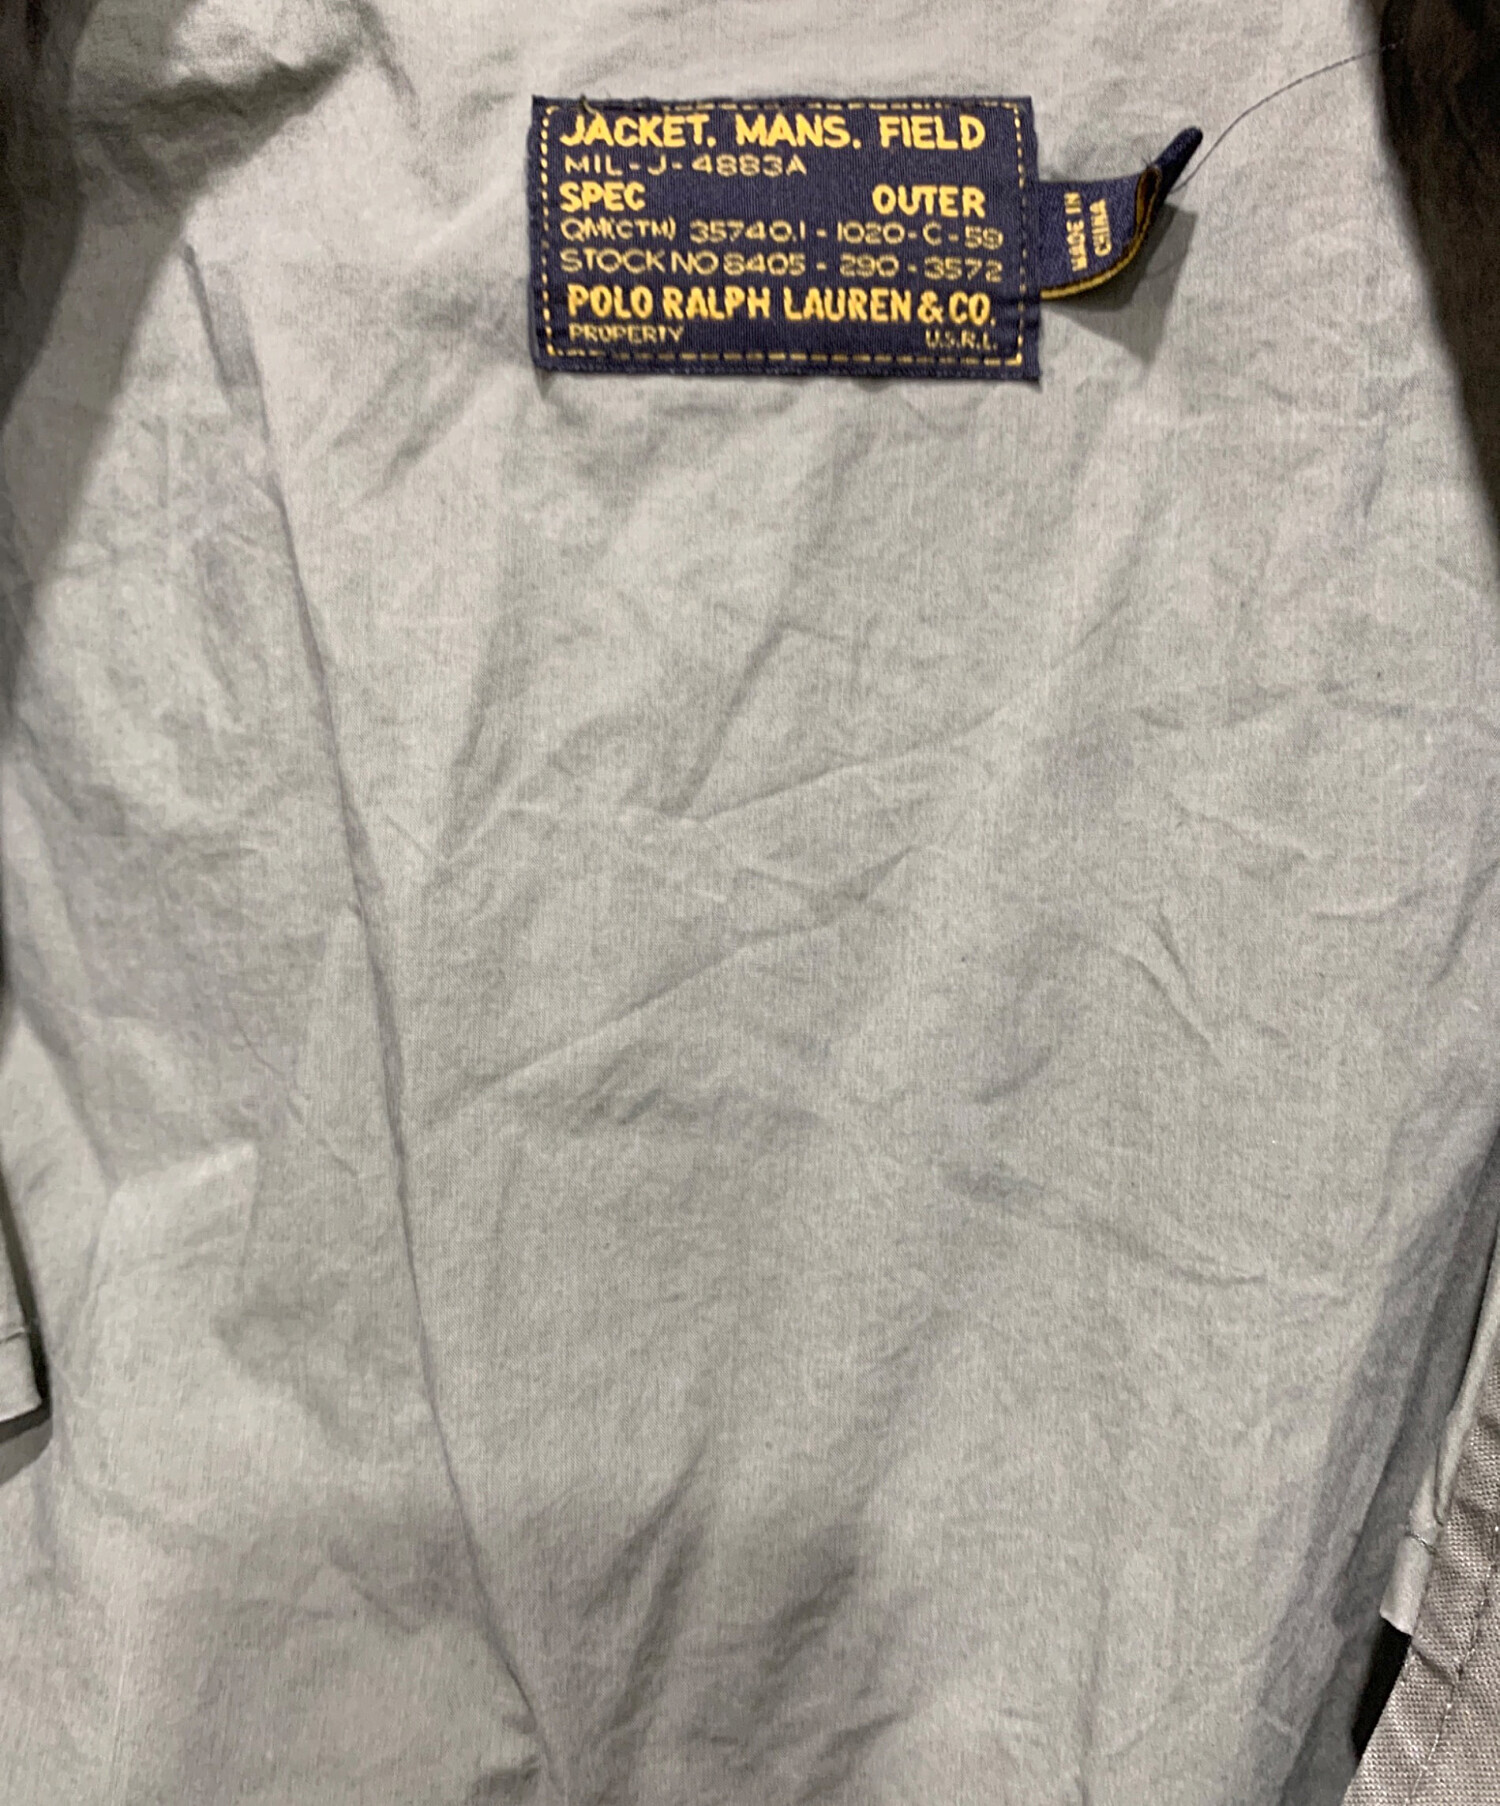 JACKET. MANS. FIELD
MIL-J-4883A
SPEC OUTER
QM(CTM) 35740.1-1020-C-59
STOCK NO 8405-290-3572
POLO RALPH LAUREN & CO.
PROPERTY U.S.R.L.
MADE IN
CHINA